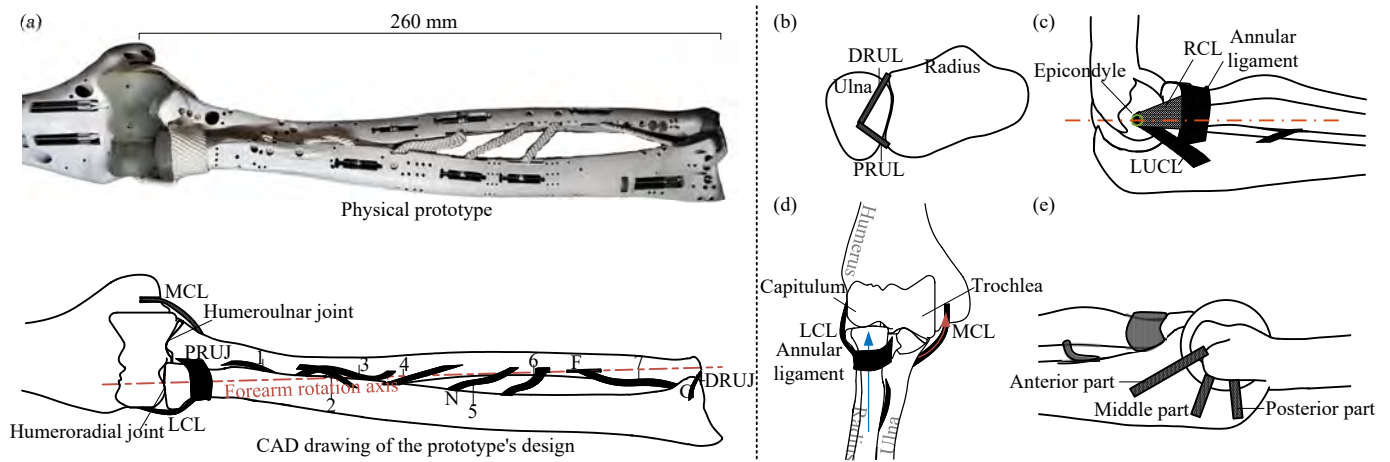 (a)
260 mm
Physical prototype
MCL
Humeroulnar joint
PRUJ
1
3
4
6
F
7
DRUJ
Forearm rotation axis
2
N
5
G
LCL
Humeroradial joint
CAD drawing of the prototype's design
(b)
DRUL
Ulna
Radius
PRUL
(c)
Annular
ligament
RCL
Epicondyle
LUCL
(d)
Humerus
Capitulum
Trochlea
LCL
MCL
Annular
ligament
Radius
Ulna
(e)
Anterior part
Middle part
Posterior part